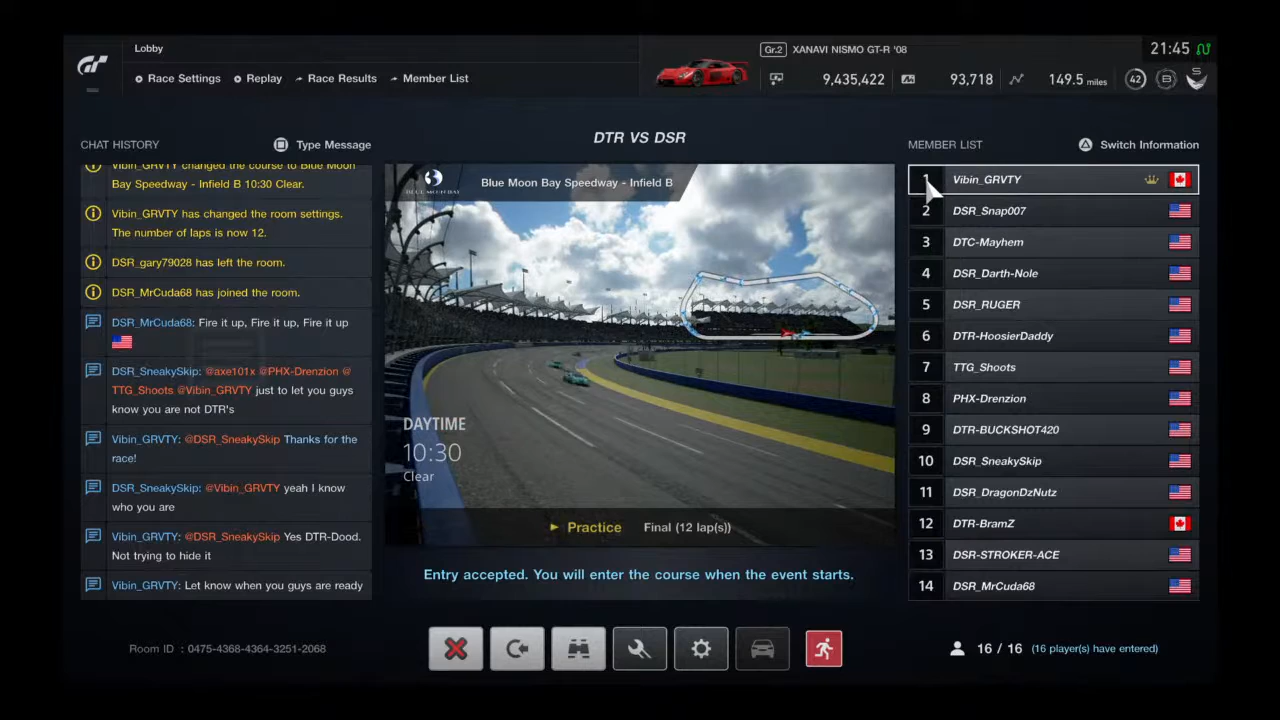 Lobby
Race Settings
Replay
Race Results
Member List
Gr.2
XANAVI NISMO GT-R '08
21:45
9,435,422
93,718
149.5 miles
42
B
S
CHAT HISTORY
Type Message
Vibin_GRVTY changed the course to Blue Moon
Bay Speedway - Infield B 10:30 Clear.
Vibin_GRVTY has changed the room settings.
The number of laps is now 12.
DSR_gary79028 has left the room.
DSR_MrCuda68 has joined the room.
DSR_MrCuda68: Fire it up, Fire it up, Fire it up
DSR_SneakySkip: @axe101x @PHX-Drenzion @
TTG_Shoots @Vibin_GRVTY just to let you guys
know you are not DTR's
Vibin_GRVTY: @DSR_SneakySkip Thanks for the
race!
DSR_SneakySkip: @Vibin_GRVTY yeah I know
who you are
Vibin_GRVTY: @DSR_SneakySkip Yes DTR-Dood.
Not trying to hide it
Vibin_GRVTY: Let know when you guys are ready
DTR VS DSR
Blue Moon Bay Speedway - Infield B
DAYTIME
10:30
Clear
Practice
Final (12 lap(s))
Entry accepted. You will enter the course when the event starts.
MEMBER LIST
Switch Information
1 Vibin_GRVTY
2 DSR_Snap007
3 DTC-Mayhem
4 DSR_Darth-Nole
5 DSR_RUGER
6 DTR-HoosierDaddy
7 TTG_Shoots
8 PHX-Drenzion
9 DTR-BUCKSHOT420
10 DSR_SneakySkip
11 DSR_DragonDzNutz
12 DTR-BramZ
13 DSR-STROKER-ACE
14 DSR_MrCuda68
Room ID : 0475-4368-4364-3251-2068
16 / 16 (16 player(s) have entered)